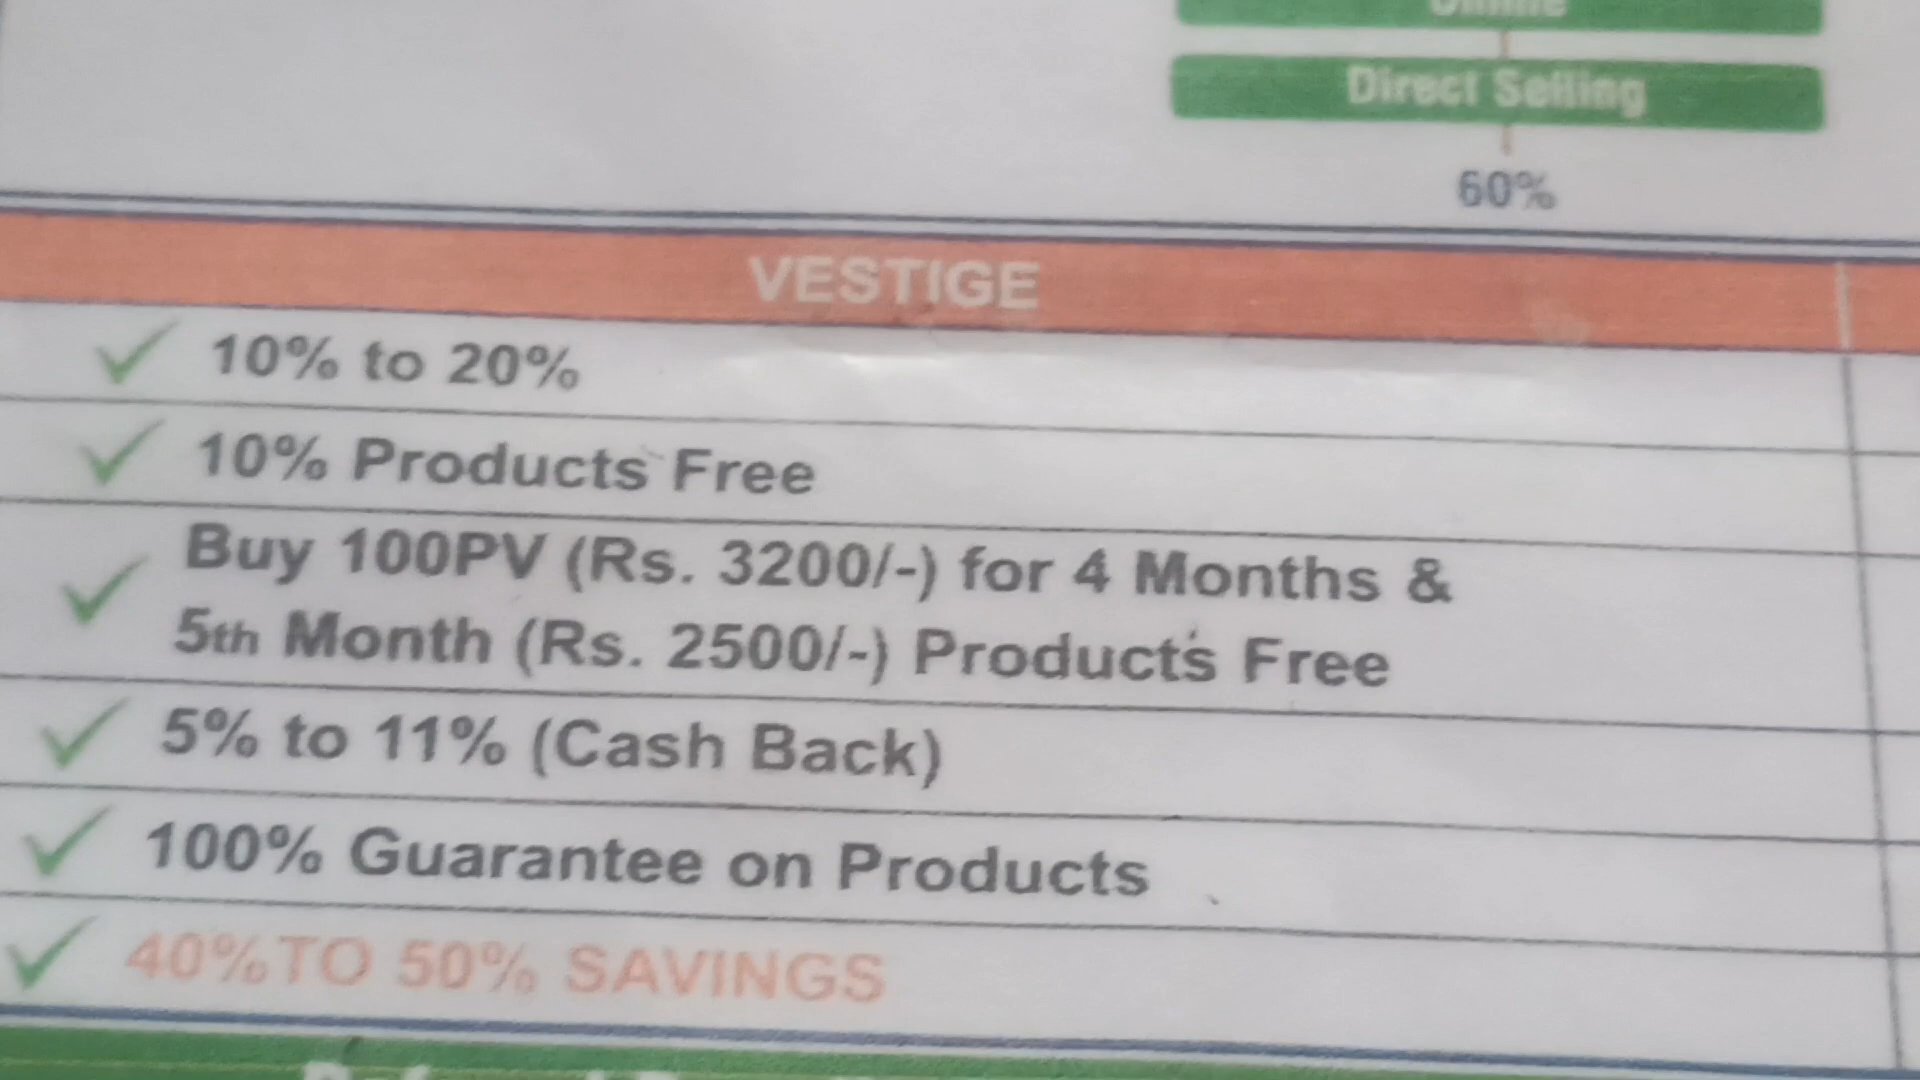 Online
Direct Selling
60%
VESTIGE
10% to 20%
10% Products Free
Buy 100PV (Rs. 3200/-) for 4 Months &
5th Month (Rs. 2500/-) Products Free
5% to 11% (Cash Back)
100% Guarantee on Products
40% TO 50% SAVINGS